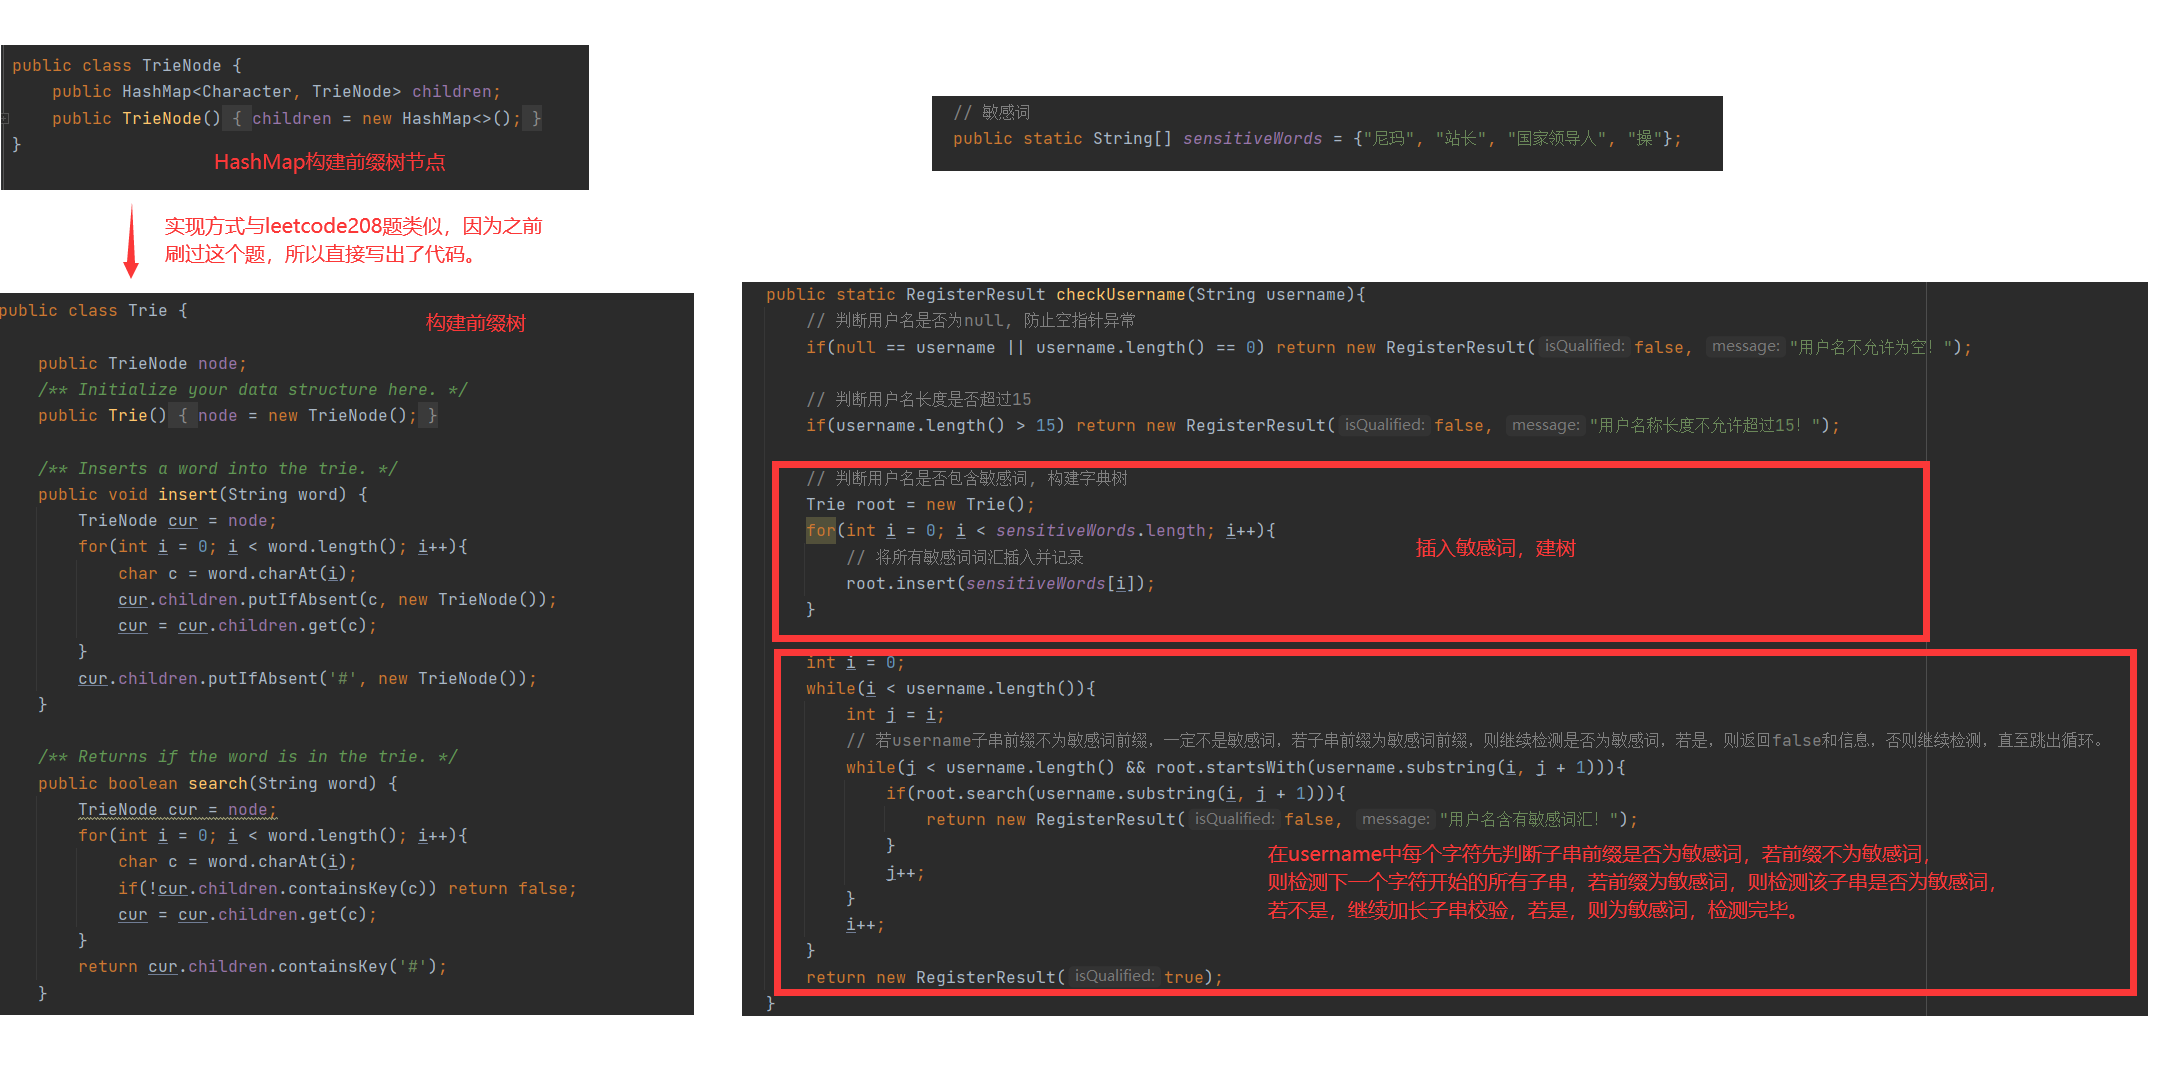 public class TrieNode {
public HashMap<Character, TrieNode> children;
public TrieNode() { children = new HashMap<>(); }
}
HashMap构建前缀树节点
实现方式与leetcode208题类似，因为之前
刷过这个题，所以直接写出了代码。
public class Trie {
构建前缀树
public TrieNode node;
/** Initialize your data structure here. */
public Trie() { node = new TrieNode(); }
/** Inserts a word into the trie. */
public void insert(String word) {
TrieNode cur = node;
for(int i = 0; i < word.length(); i++){
char c = word.charAt(i);
cur.children.putIfAbsent(c, new TrieNode());
cur = cur.children.get(c);
}
cur.children.putIfAbsent('#', new TrieNode());
}
/** Returns if the word is in the trie. */
public boolean search(String word) {
TrieNode cur = node;
for(int i = 0; i < word.length(); i++){
char c = word.charAt(i);
if(!cur.children.containsKey(c)) return false;
cur = cur.children.get(c);
}
return cur.children.containsKey('#');
}
// 敏感词
public static String[] sensitiveWords = {"尼玛", "站长", "国家领导人", "操"};
public static RegisterResult checkUsername(String username){
// 判断用户名是否为null, 防止空指针异常
if(null == username || username.length() == 0) return new RegisterResult( isQualified: false, message: "用户名不允许为空！");
// 判断用户名长度是否超过15
if(username.length() > 15) return new RegisterResult( isQualified: false, message: "用户名称长度不允许超过15！");
// 判断用户名是否包含敏感词, 构建字典树
Trie root = new Trie();
for(int i = 0; i < sensitiveWords.length; i++){
// 将所有敏感词词汇插入并记录
root.insert(sensitiveWords[i]);
}
插入敏感词，建树
int i = 0;
while(i < username.length()){
int j = i;
// 若username子串前缀不为敏感词前缀，一定不是敏感词，若子串前缀为敏感词前缀，则继续检测是否为敏感词，若是，则返回false和信息，否则继续检测，直至跳出循环。
while(j < username.length() && root.startsWith(username.substring(i, j + 1))){
if(root.search(username.substring(i, j + 1))){
return new RegisterResult( isQualified: false, message: "用户名含有敏感词汇！");
}
j++;
}
i++;
}
return new RegisterResult( isQualified: true);
}
在username中每个字符先判断子串前缀是否为敏感词，若前缀不为敏感词，
则检测下一个字符开始的所有子串，若前缀为敏感词，则检测该子串是否为敏感词，
若不是，继续加长子串校验，若是，则为敏感词，检测完毕。